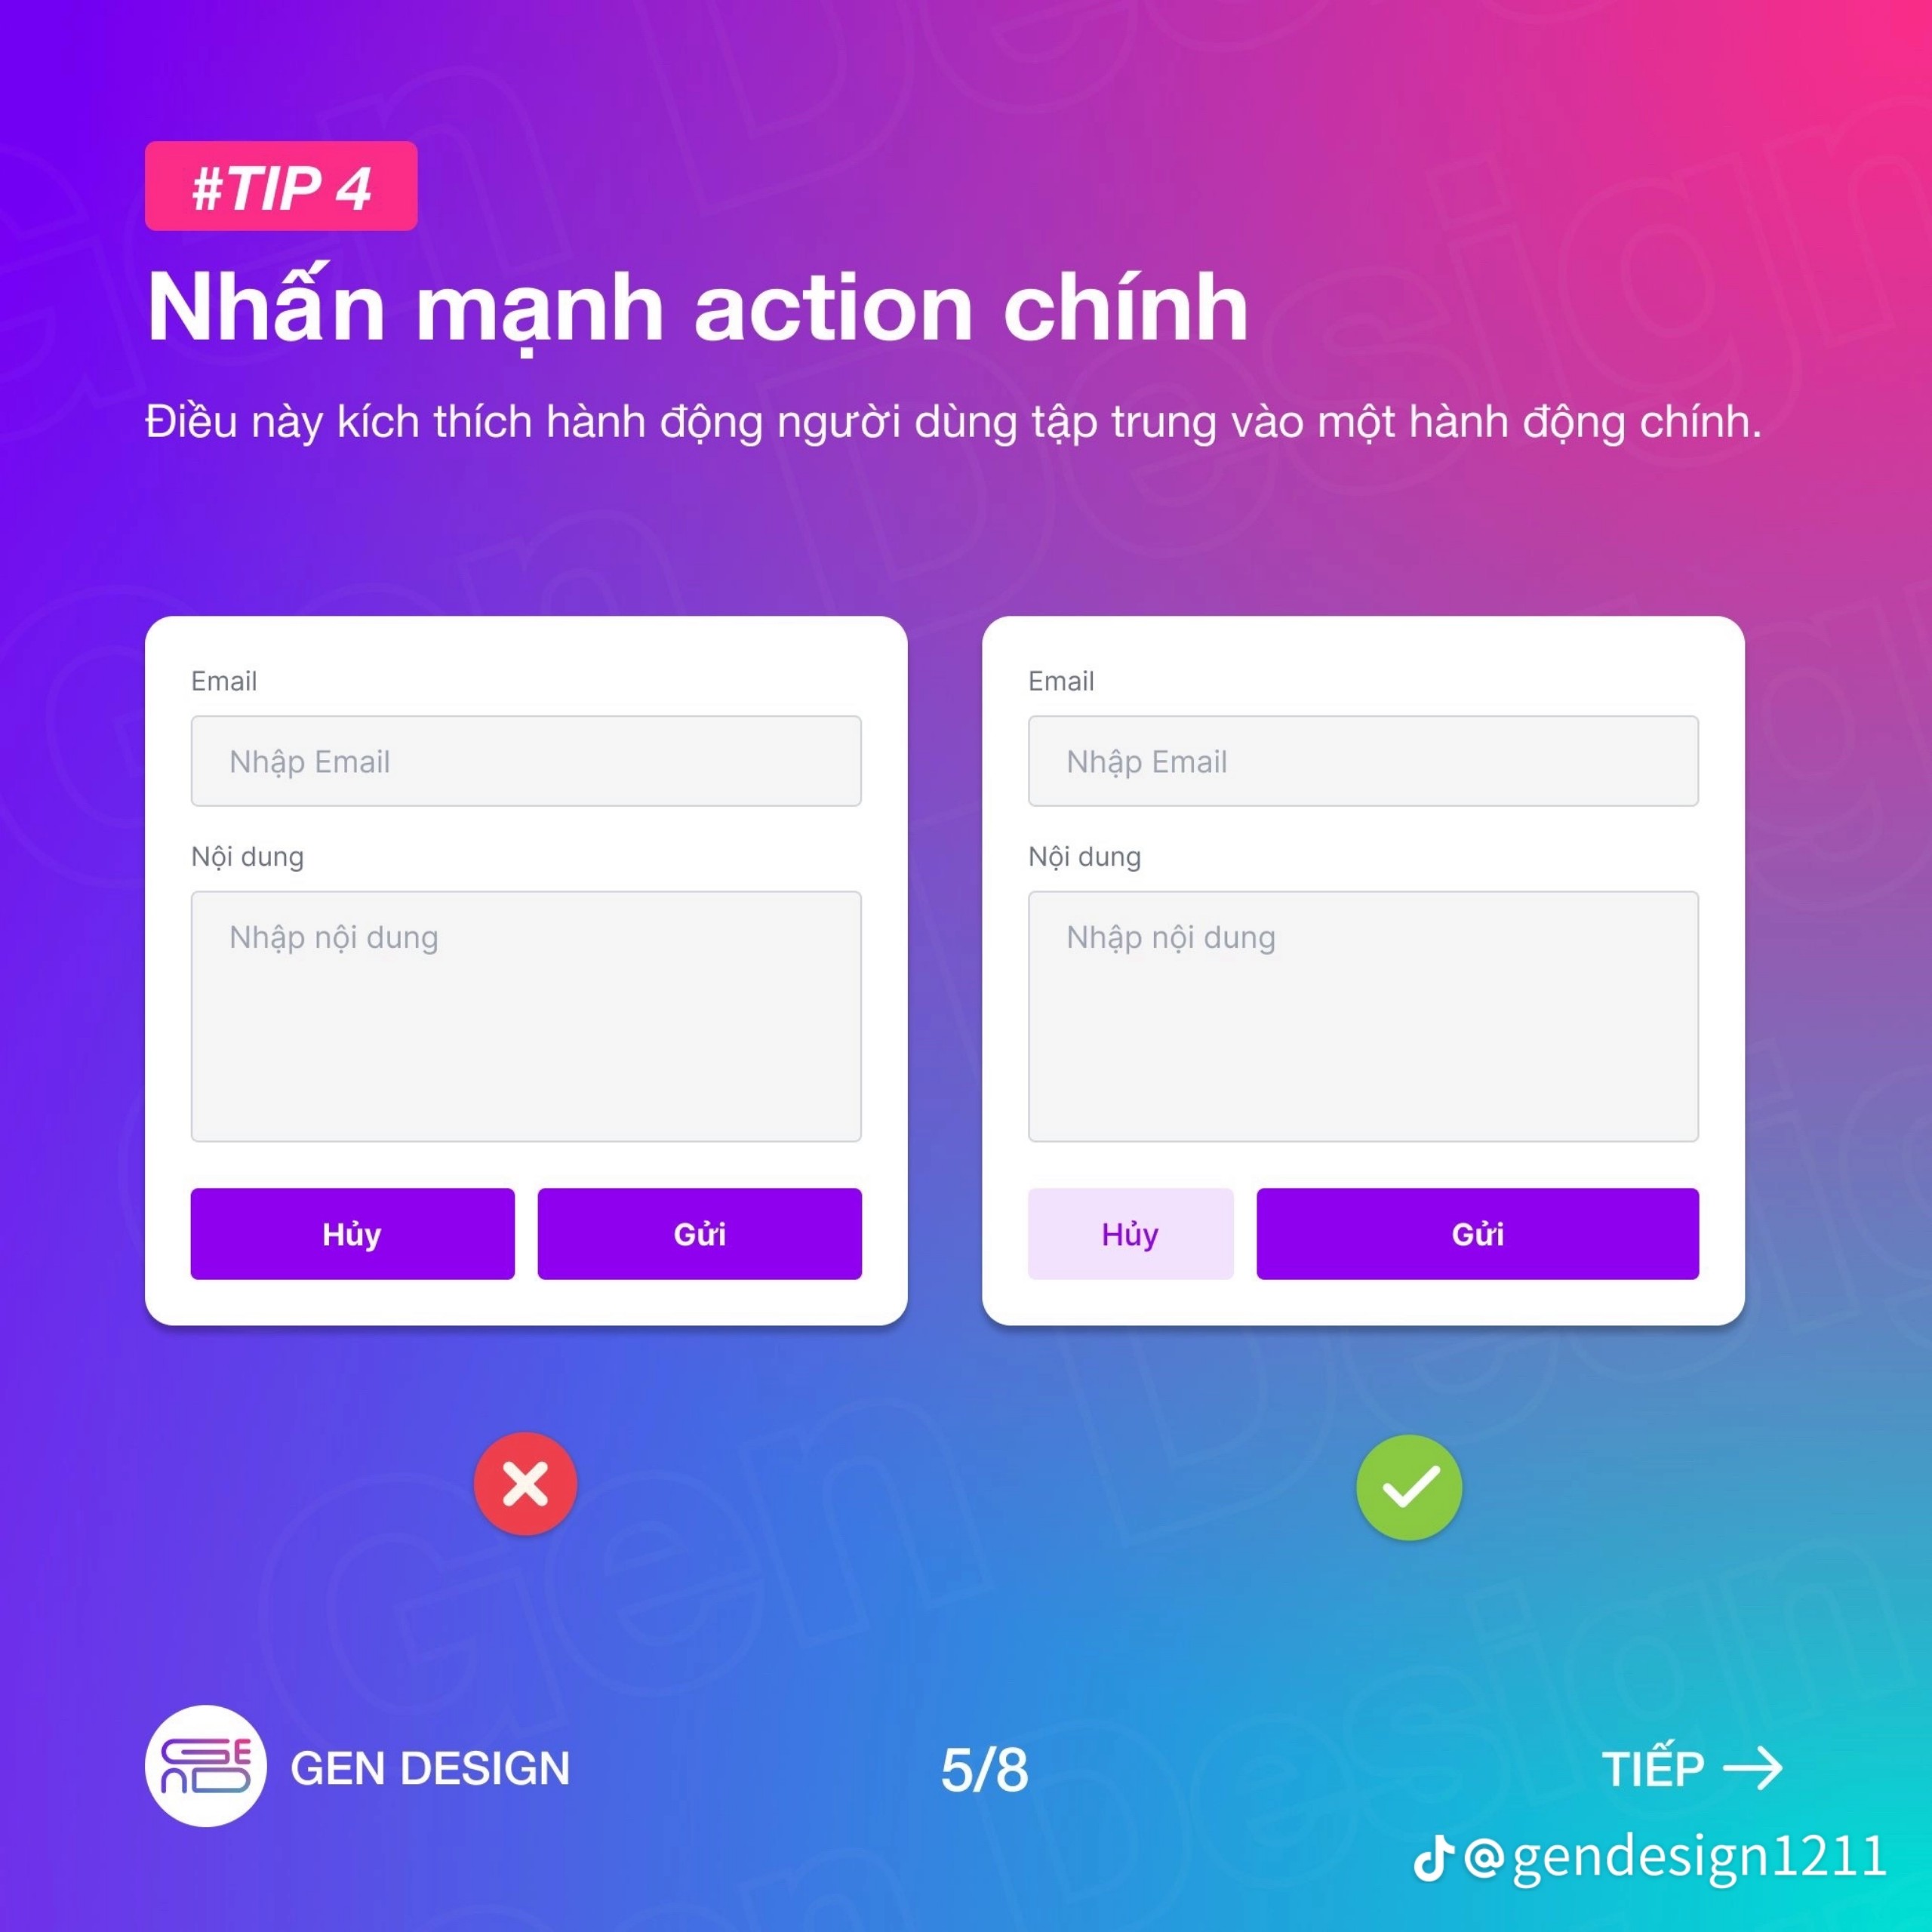 #TIP 4
Nhấn mạnh action chính
Điều này kích thích hành động người dùng tập trung vào một hành động chính.
Email
Nhập Email
Nội dung
Nhập nội dung
Hủy
Gửi
Email
Nhập Email
Nội dung
Nhập nội dung
Hủy
Gửi
GEN DESIGN
5/8
TIẾP →
@gendesign1211